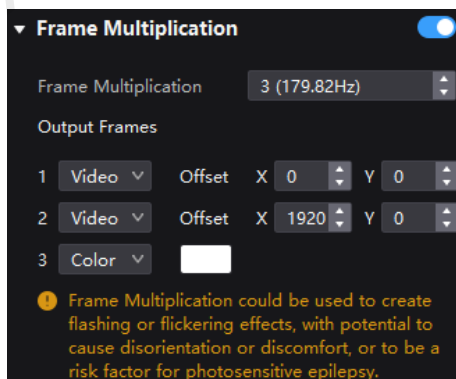 Frame Multiplication
Frame Multiplication 3 (179.82Hz)
Output Frames
1 Video Offset X 0 Y 0
2 Video Offset X 1920 Y 0
3 Color
Frame Multiplication could be used to create
flashing or flickering effects, with potential to
cause disorientation or discomfort, or to be a
risk factor for photosensitive epilepsy.